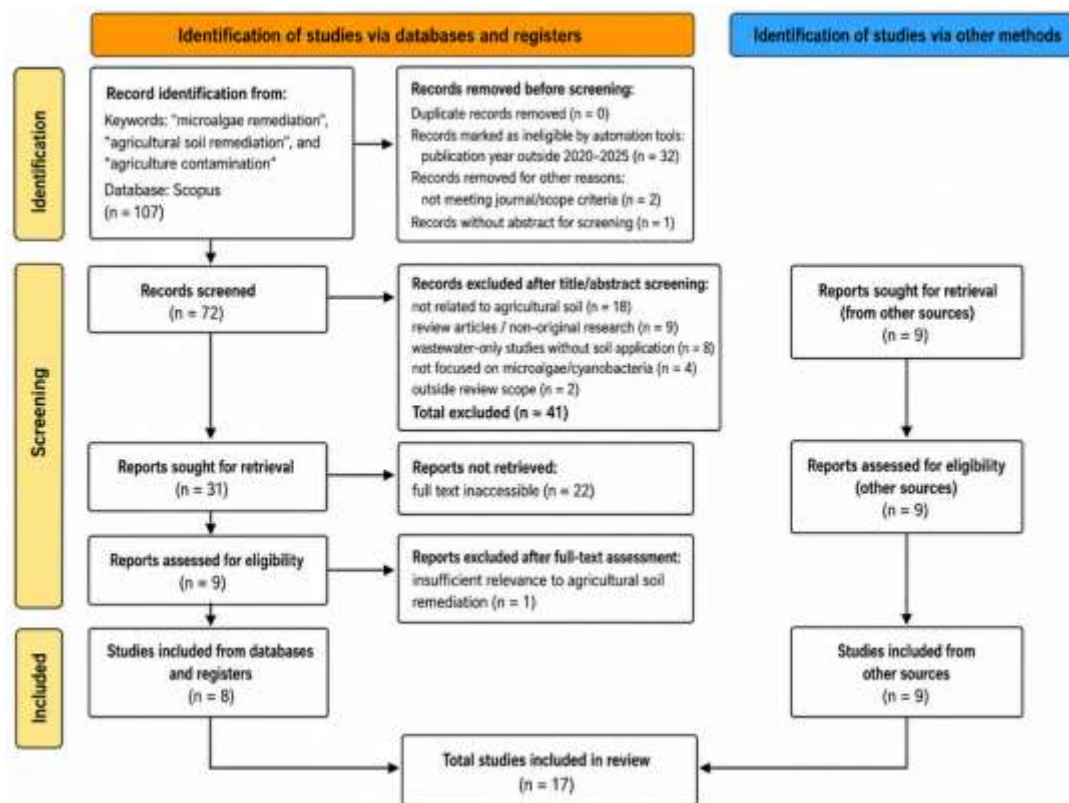 Identification of studies via databases and registers
Identification of studies via other methods
Identification
Record identification from:
Keywords: "microalgae remediation",
"agricultural soil remediation", and
"agriculture contamination"
Database: Scopus
(n = 107)
Records removed before screening:
Duplicate records removed (n = 0)
Records marked as ineligible by automation tools:
publication year outside 2020–2025 (n = 32)
Records removed for other reasons:
not meeting journal/scope criteria (n = 2)
Records without abstract for screening (n = 1)
Screening
Records screened
(n = 72)
Records excluded after title/abstract screening:
not related to agricultural soil (n = 18)
review articles / non-original research (n = 9)
wastewater-only studies without soil application (n = 8)
not focused on microalgae/cyanobacteria (n = 4)
outside review scope (n = 2)
Total excluded (n = 41)
Reports sought for retrieval
(from other sources)
(n = 9)
Reports sought for retrieval
(n = 31)
Reports not retrieved:
full text inaccessible (n = 22)
Reports assessed for eligibility
(other sources)
(n = 9)
Reports assessed for eligibility
(n = 9)
Reports excluded after full-text assessment:
insufficient relevance to agricultural soil
remediation (n = 1)
Included
Studies included from databases
and registers
(n = 8)
Studies included from
other sources
(n = 9)
Total studies included in review
(n = 17)